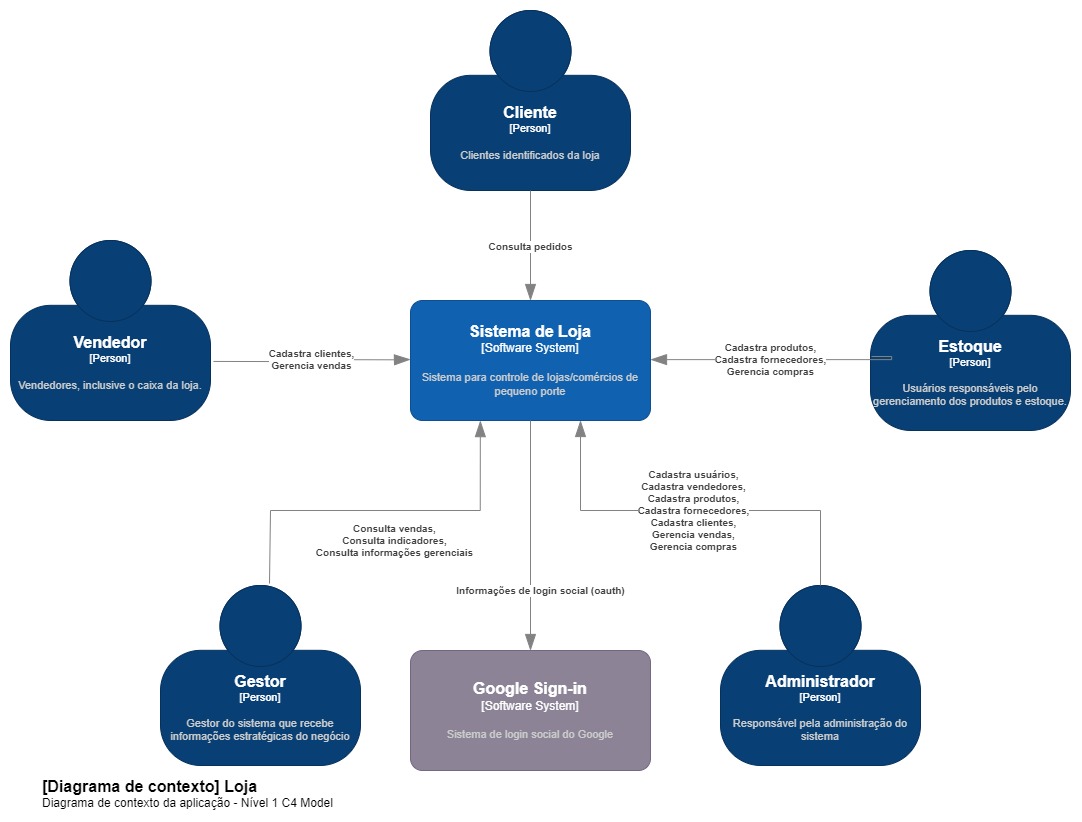 Cliente
[Person]
Clientes identificados da loja
Consulta pedidos
Vendedor
[Person]
Vendedores, inclusive o caixa da loja.
Cadastra clientes,
Gerencia vendas
Sistema de Loja
[Software System]
Sistema para controle de lojas/comércios de
pequeno porte
Cadastra produtos,
Cadastra fornecedores,
Gerencia compras
Estoque
[Person]
Usuários responsáveis pelo
gerenciamento dos produtos e estoque.
Consulta vendas,
Consulta indicadores,
Consulta informações gerenciais
Cadastra usuários,
Cadastra vendedores,
Cadastra produtos,
Cadastra fornecedores,
Cadastra clientes,
Gerencia vendas,
Gerencia compras
Informações de login social (oauth)
Gestor
[Person]
Gestor do sistema que recebe
informações estratégicas do negócio
Google Sign-in
[Software System]
Sistema de login social do Google
Administrador
[Person]
Responsável pela administração do
sistema
[Diagrama de contexto] Loja
Diagrama de contexto da aplicação - Nível 1 C4 Model